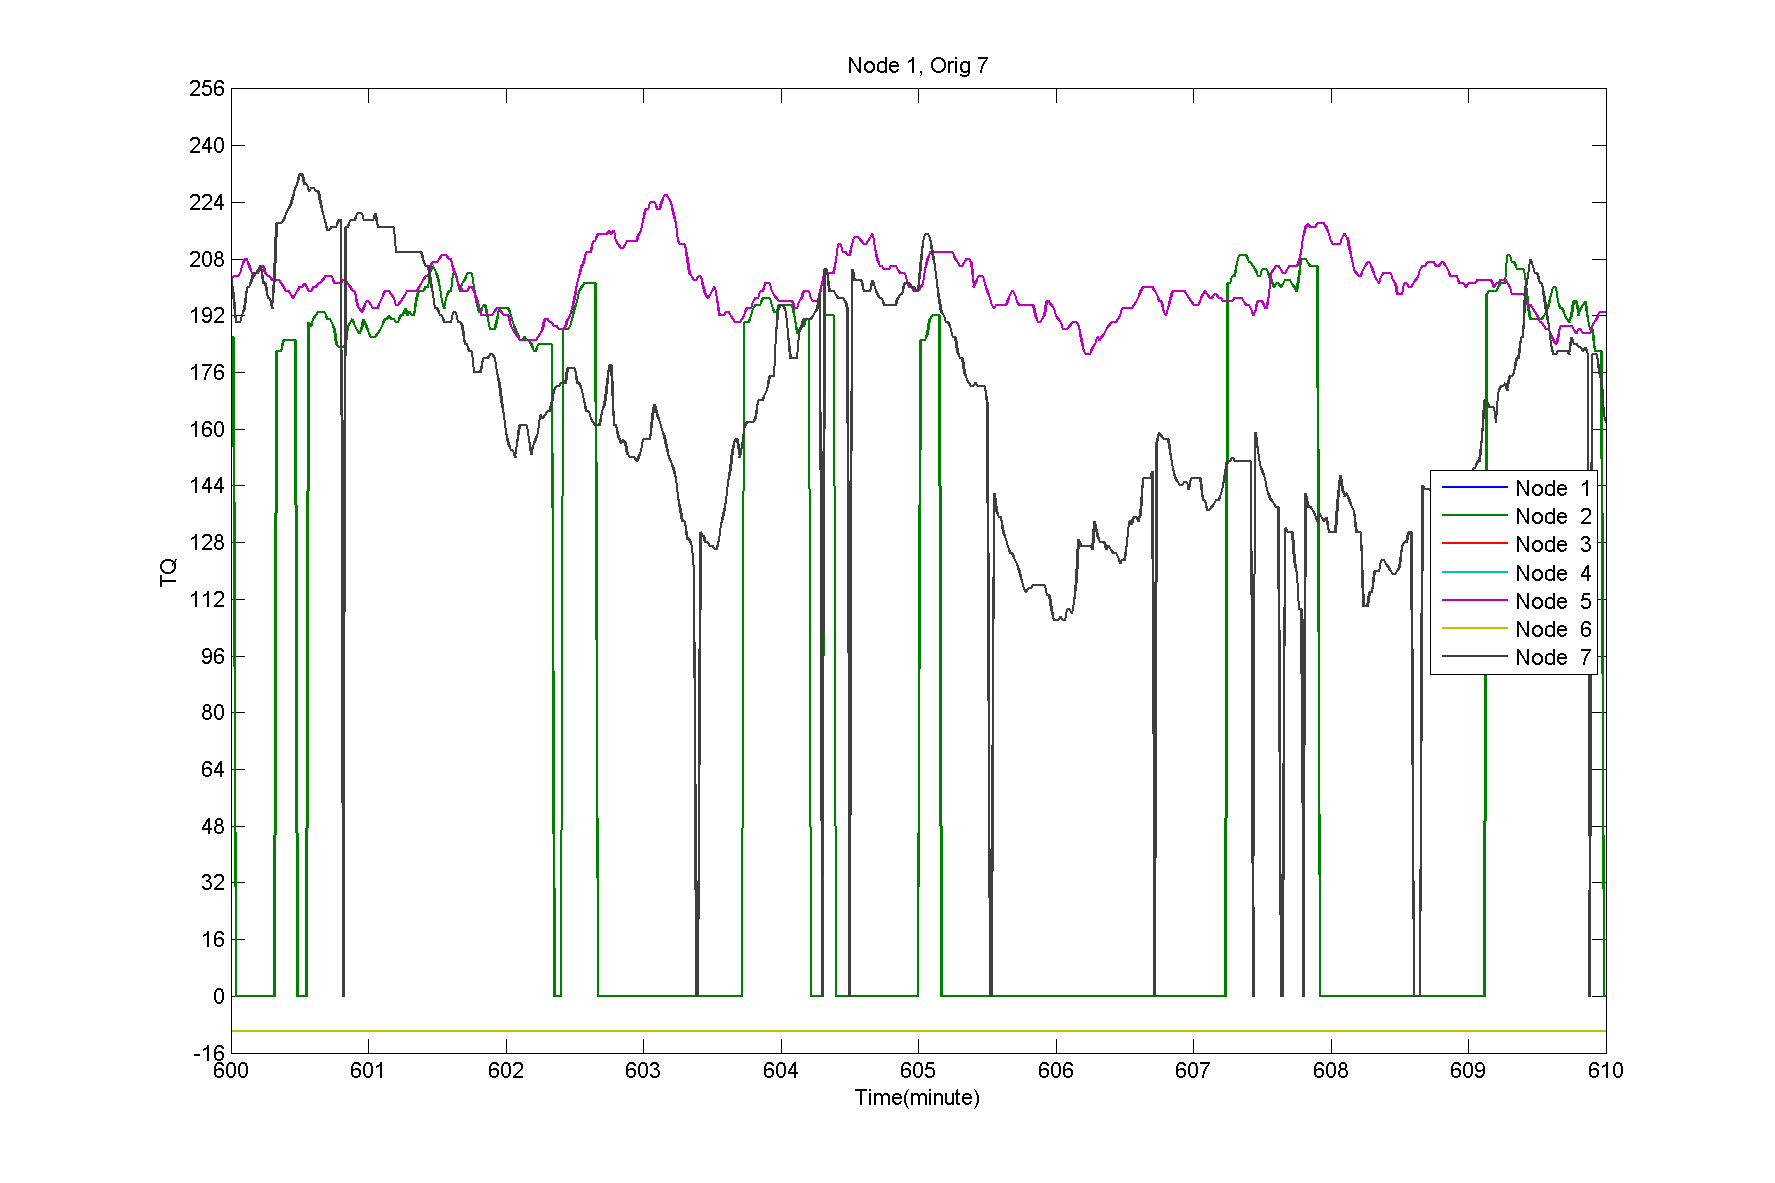 Node 1, Orig 7
256
240
224
208
192
176
160
144
128
112
96
80
64
48
32
16
0
-16
TQ
600 601 602 603 604 605 606 607 608 609 610
Time(minute)
Node 1
Node 2
Node 3
Node 4
Node 5
Node 6
Node 7